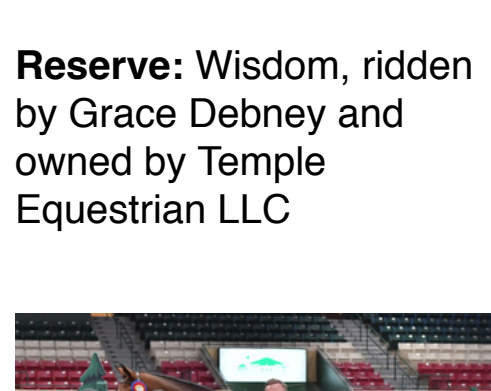 Reserve: Wisdom, ridden
by Grace Debney and
owned by Temple
Equestrian LLC